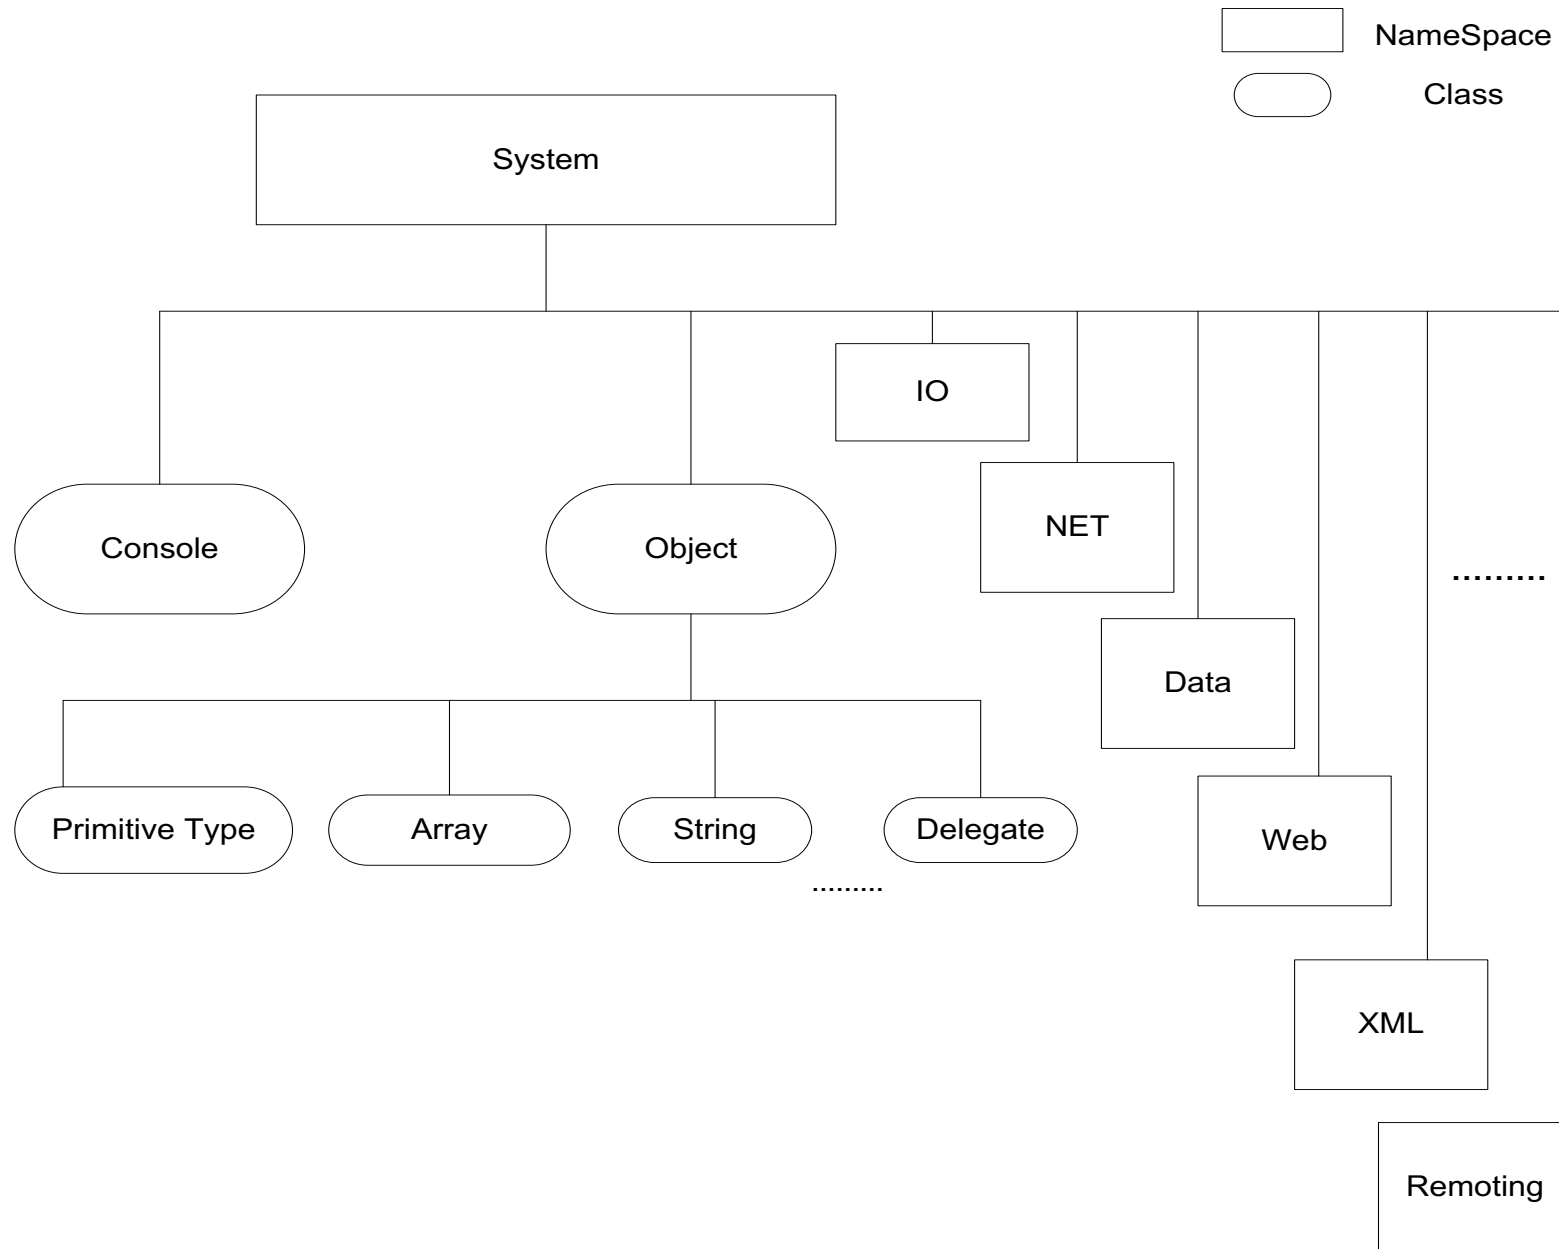 NameSpace
Class
System
IO
NET
Console
Object
.........
Data
Primitive Type
Array
String
Delegate
Web
.........
XML
Remoting